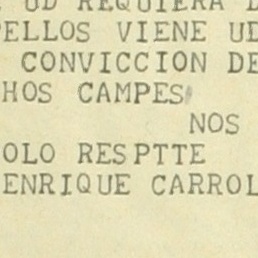 UD REQUIERA D
PELLOS VIENE UD
CONVICCION DE
HOS CAMPES
NOS
OLO RESPTTE
ENRIQUE CARROL